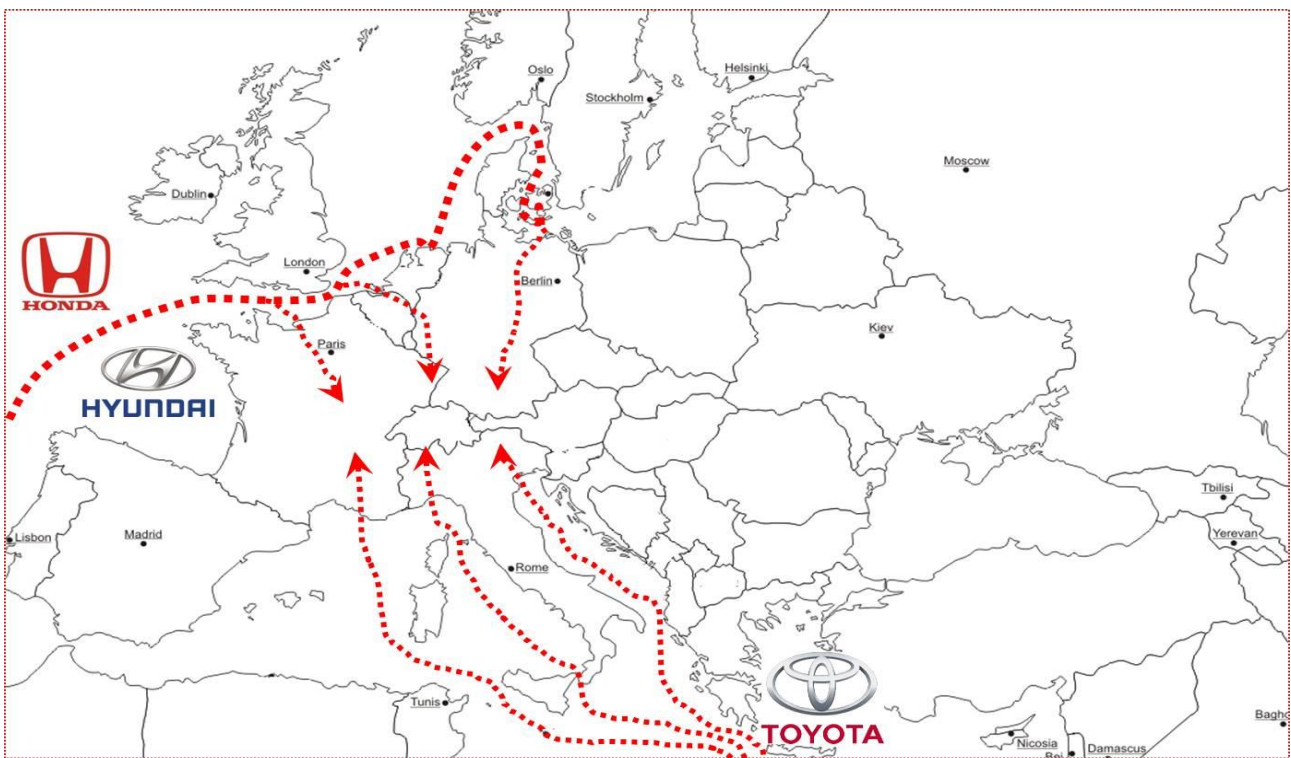 Oslo
Helsinki
Stockholm
Moscow
Dublin
London
HONDA
Berlin
Kiev
Paris
HYUNDAI
Tbilisi
Lisbon
Madrid
Yerevan
Rome
Tunis
TOYOTA
Nicosia
Damascus